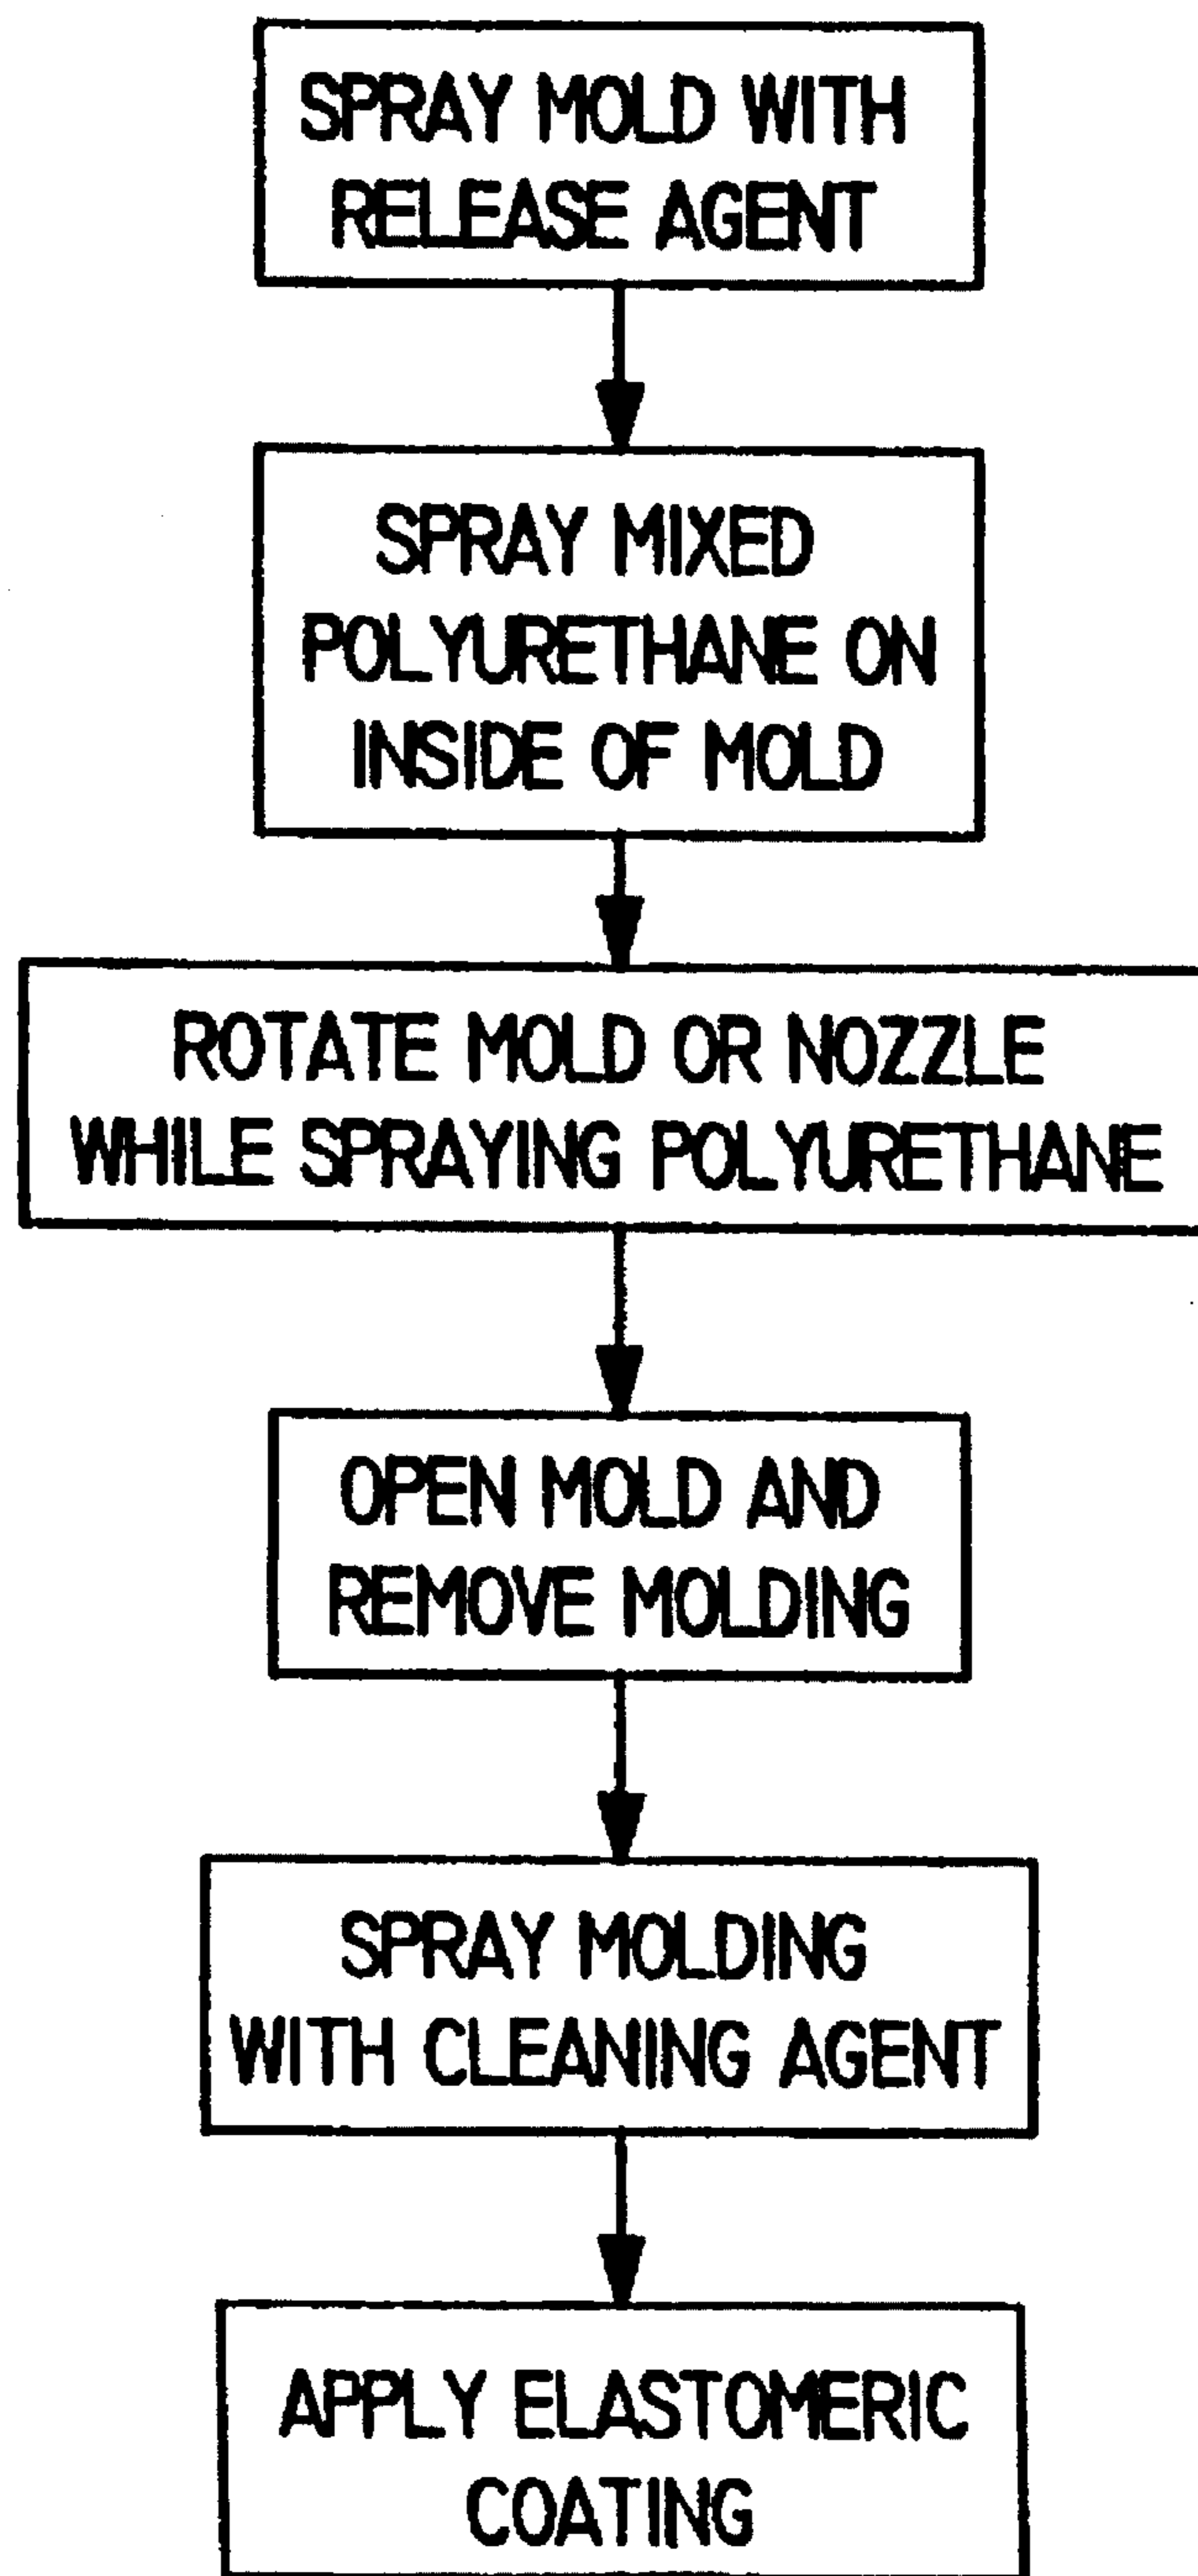 SPRAY MOLD WITH
RELEASE AGENT
SPRAY MIXED
POLYURETHANE ON
INSIDE OF MOLD
ROTATE MOLD OR NOZZLE
WHILE SPRAYING POLYURETHANE
OPEN MOLD AND
REMOVE MOLDING
SPRAY MOLDING
WITH CLEANING AGENT
APPLY ELASTOMERIC
COATING